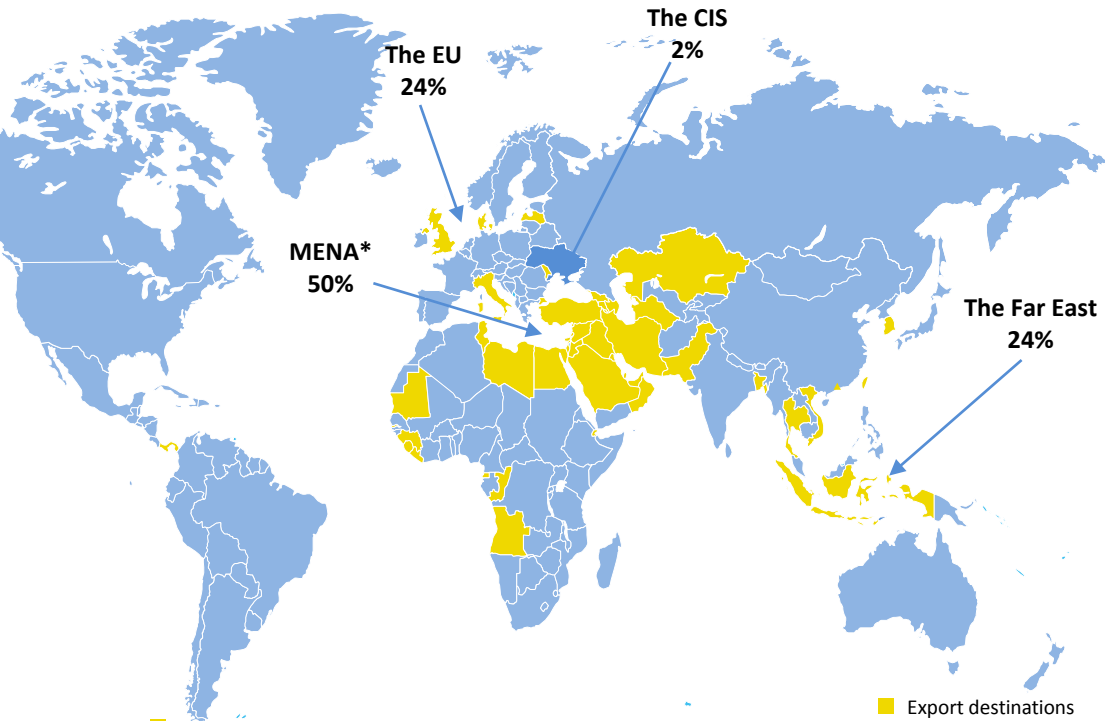 The CIS
2%
The EU
24%
MENA*
50%
The Far East
24%
Export destinations